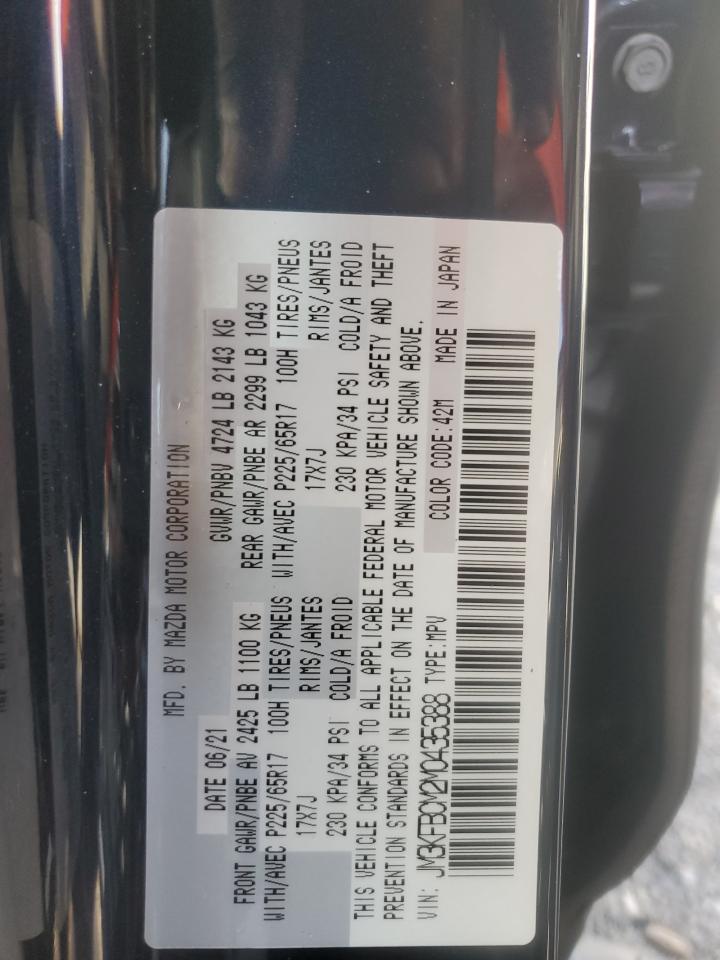 MFD. BY MAZDA MOTOR CORPORATION
DATE 06/21 GVWR/PNBV 4724 LB 2143 KG
FRONT GAWR/PNBE AV 2425 LB 1100 KG REAR GAWR/PNBE AR 2299 LB 1043 KG
WITH/AVEC P225/65R17 100H TIRES/PNEUS WITH/AVEC P225/65R17 100H TIRES/PNEUS
17X7J RIMS/JANTES 17X7J RIMS/JANTES
230 KPA/34 PSI COLD/A FROID 230 KPA/34 PSI COLD/A FROID
THIS VEHICLE CONFORMS TO ALL APPLICABLE FEDERAL MOTOR VEHICLE SAFETY AND THEFT
PREVENTION STANDARDS IN EFFECT ON THE DATE OF MANUFACTURE SHOWN ABOVE.
VIN: JM3KFBCM2M0435388 TYPE:MPV COLOR CODE:42M MADE IN JAPAN
8